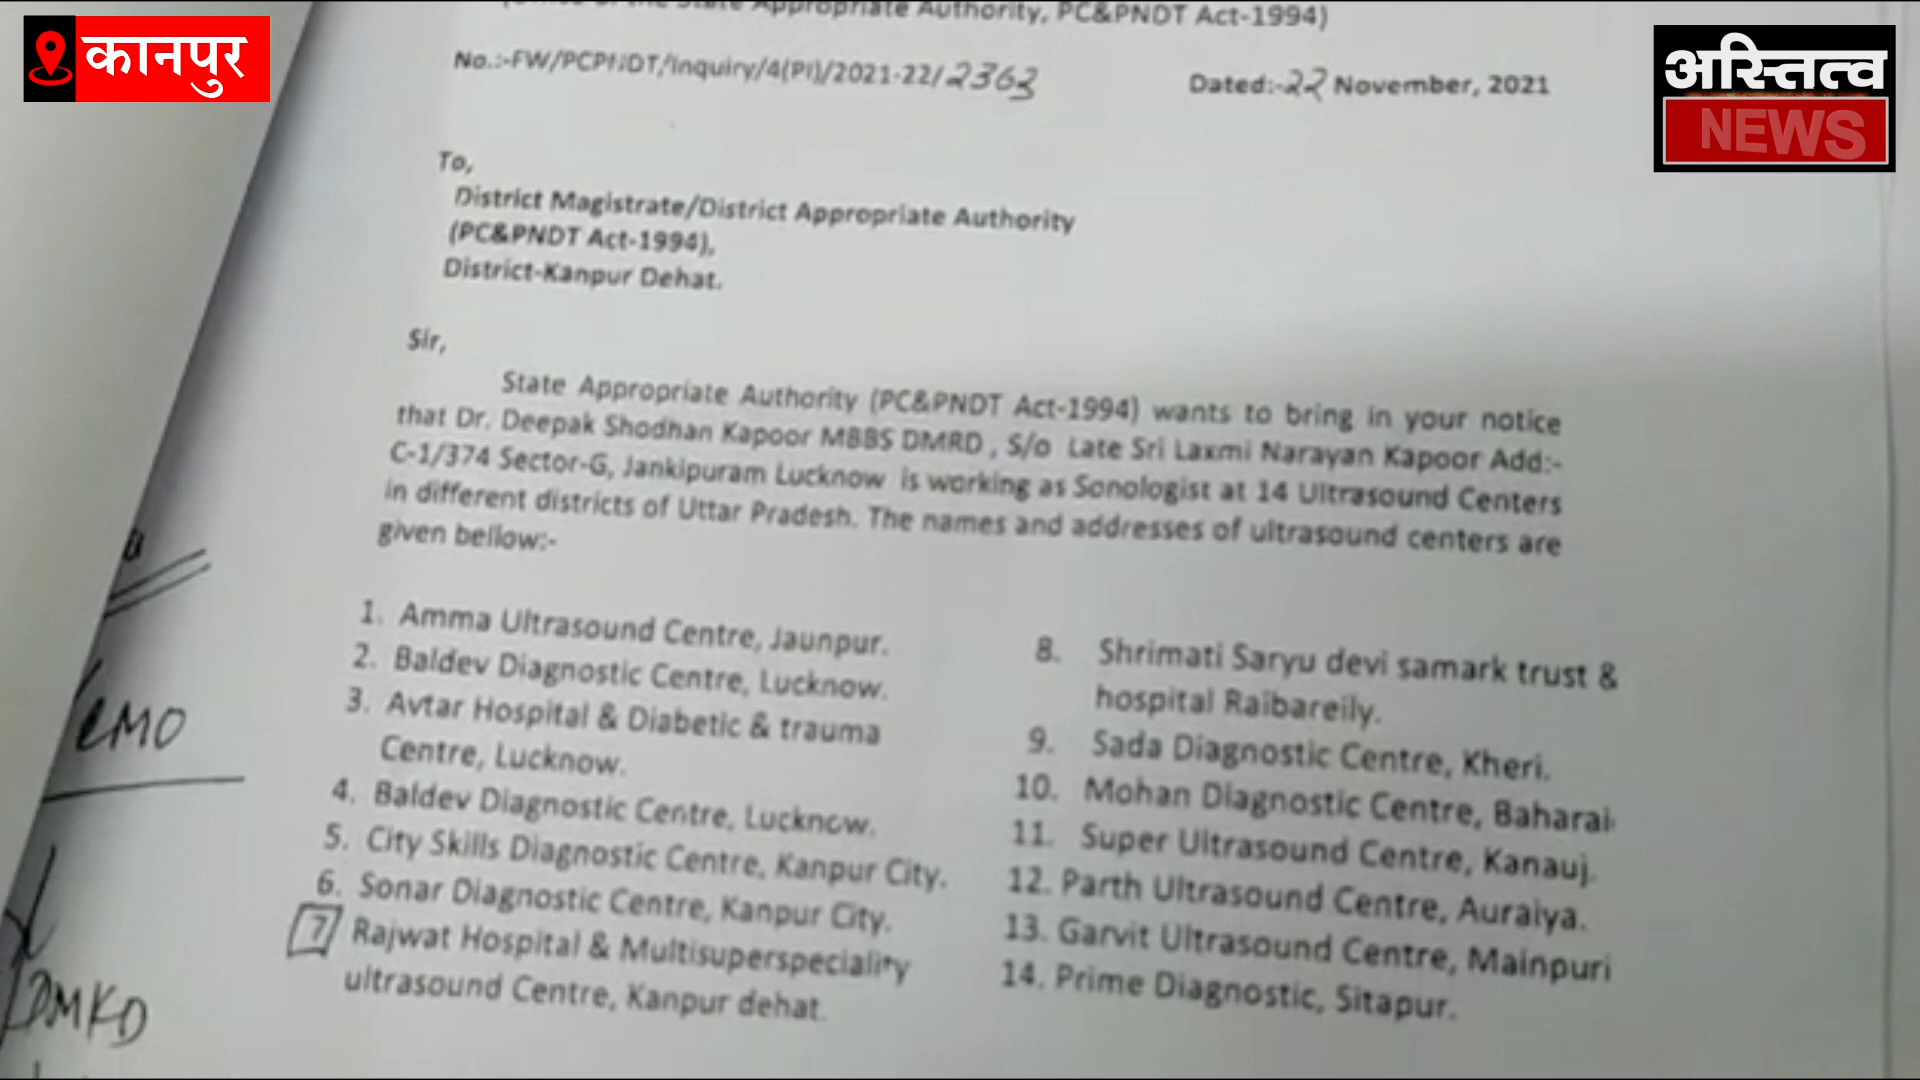 कानपुर
अस्तित्व
NEWS
Appropriate Authority, PC&PNDT Act-1994)
No.:-FW/PCPNDT/Inquiry/4(PI)/2021-22/2363
Dated:-22 November, 2021
To,
District Magistrate/District Appropriate Authority
(PC&PNDT Act-1994),
District-Kanpur Dehat.
Sir,
State Appropriate Authority (PC&PNDT Act-1994) wants to bring in your notice
that Dr. Deepak Shodhan Kapoor MBBS DMRD , S/o Late Sri Laxmi Narayan Kapoor Add:-
C-1/374 Sector-G, Jankipuram Lucknow is working as Sonologist at 14 Ultrasound Centers
in different districts of Uttar Pradesh. The names and addresses of ultrasound centers are
given bellow:-
1. Amma Ultrasound Centre, Jaunpur.
2. Baldev Diagnostic Centre, Lucknow.
3. Avtar Hospital & Diabetic & trauma
Centre, Lucknow.
4. Baldev Diagnostic Centre, Lucknow.
5. City Skills Diagnostic Centre, Kanpur City.
6. Sonar Diagnostic Centre, Kanpur City.
7 Rajwat Hospital & Multisuperspeciality
ultrasound Centre, Kanpur dehat.
8. Shrimati Saryu devi samark trust &
hospital Raibareily.
9. Sada Diagnostic Centre, Kheri.
10. Mohan Diagnostic Centre, Baharai
11. Super Ultrasound Centre, Kanauj.
12. Parth Ultrasound Centre, Auraiya.
13. Garvit Ultrasound Centre, Mainpuri
14. Prime Diagnostic, Sitapur.
CMO